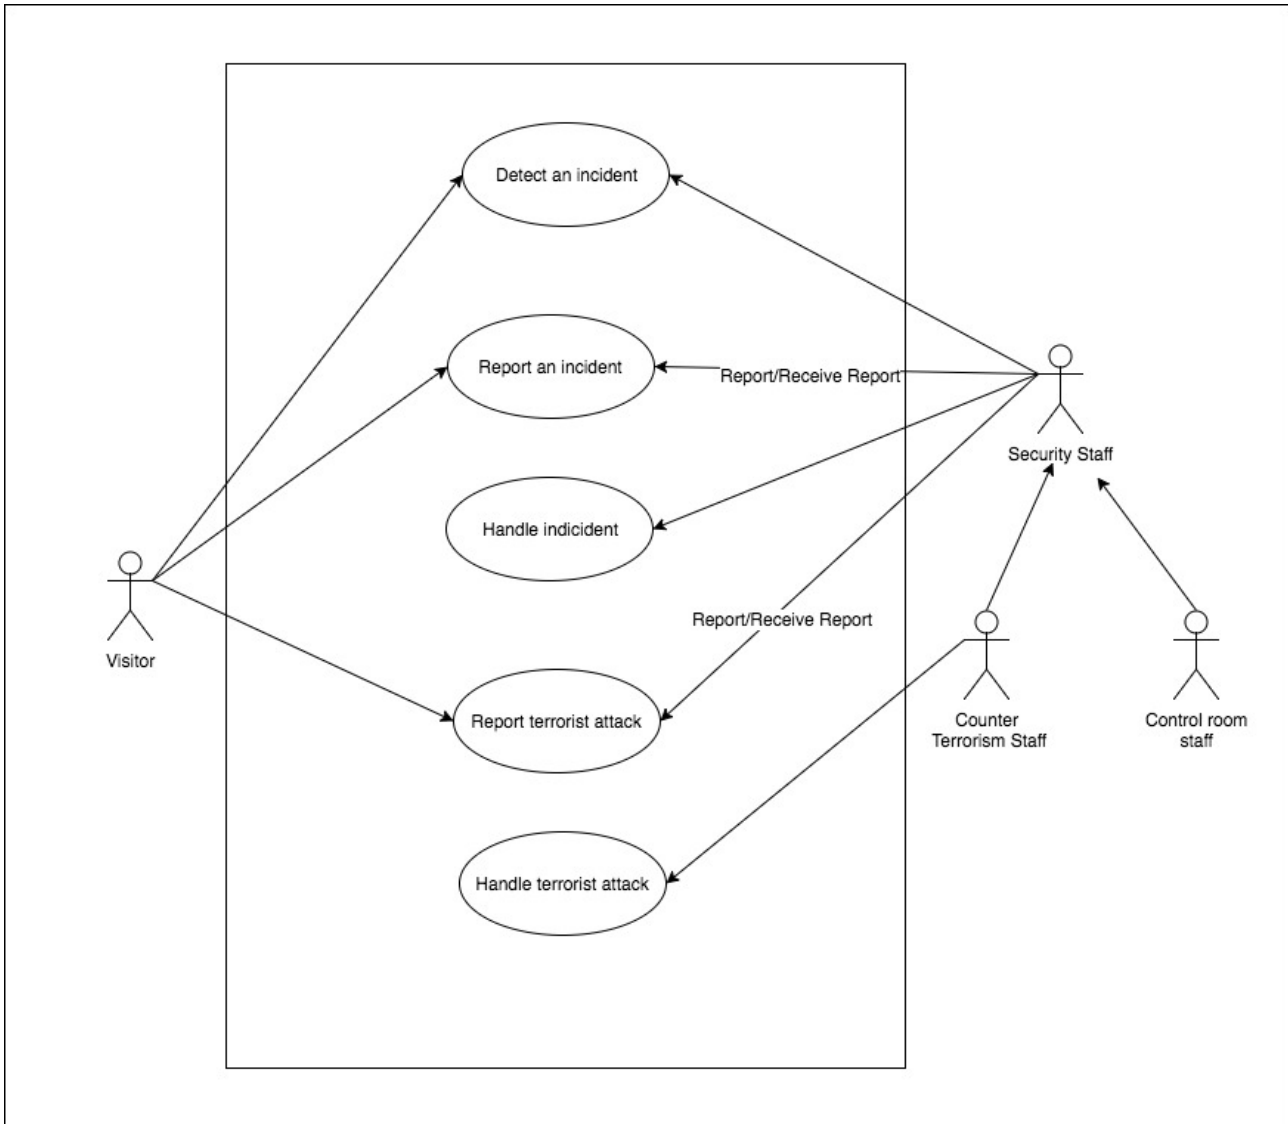 Detect an incident
Report an incident
Report/Receive Report
Security Staff
Handle indicident
Report/Receive Report
Visitor
Report terrorist attack
Counter
Terrorism Staff
Control room
staff
Handle terrorist attack